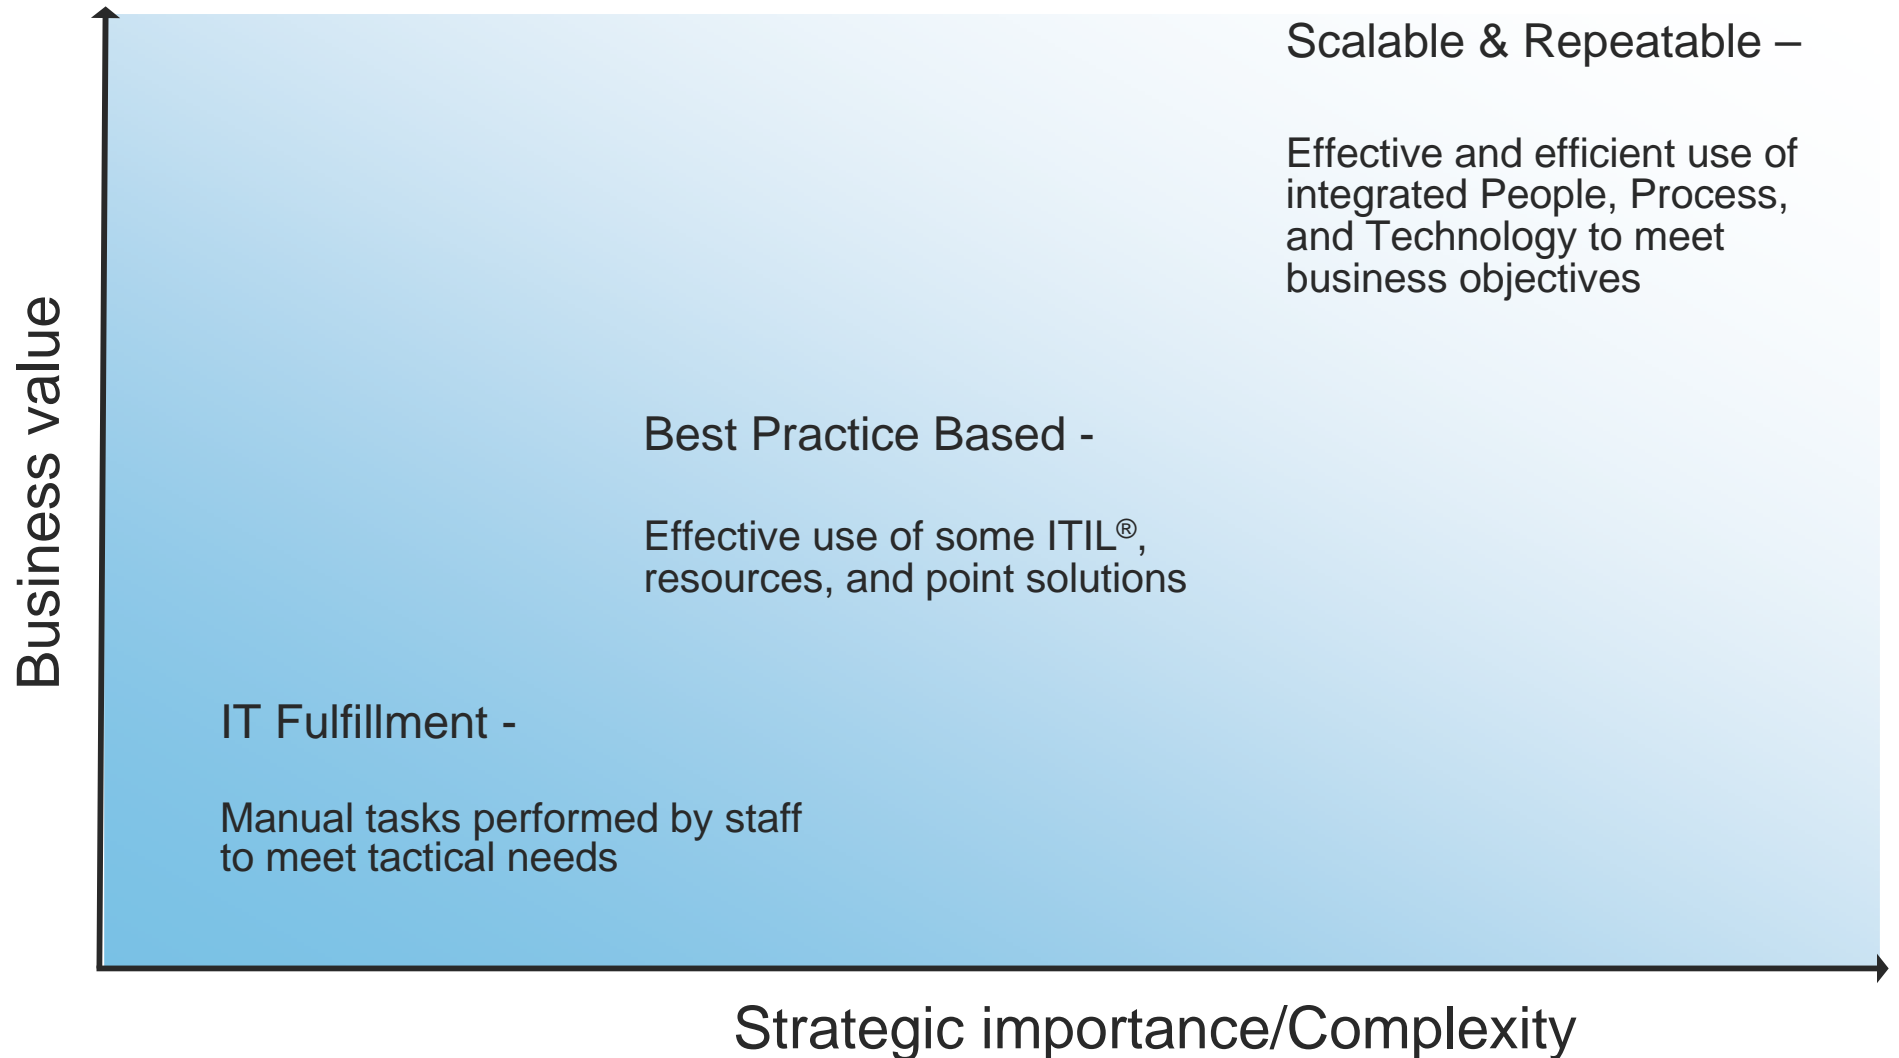 Scalable & Repeatable –
Effective and efficient use of
integrated People, Process,
and Technology to meet
business objectives
Business value
Best Practice Based -
Effective use of some ITIL®,
resources, and point solutions
IT Fulfillment -
Manual tasks performed by staff
to meet tactical needs
Strategic importance/Complexity